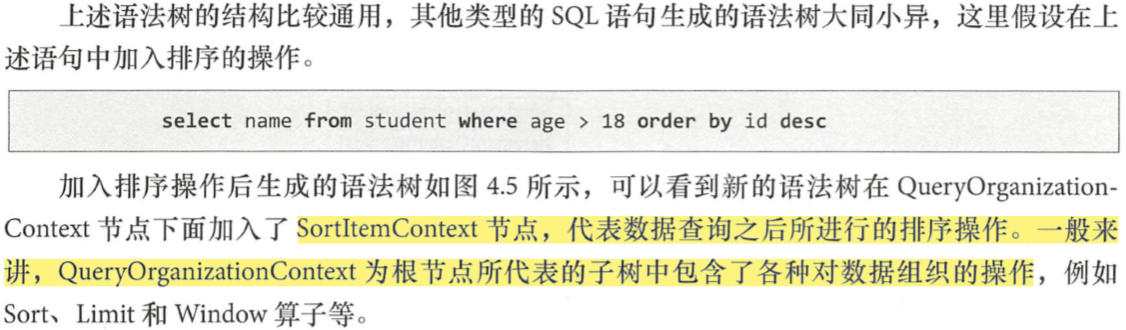 上述语法树的结构比较通用，其他类型的 SQL 语句生成的语法树大同小异，这里假设在上
述语句中加入排序的操作。
select name from student where age > 18 order by id desc
加入排序操作后生成的语法树如图 4.5 所示，可以看到新的语法树在 QueryOrganization-
Context 节点下面加入了 SortItemContext 节点，代表数据查询之后所进行的排序操作。一般来
讲，QueryOrganizationContext 为根节点所代表的子树中包含了各种对数据组织的操作，例如
Sort、Limit 和 Window 算子等。